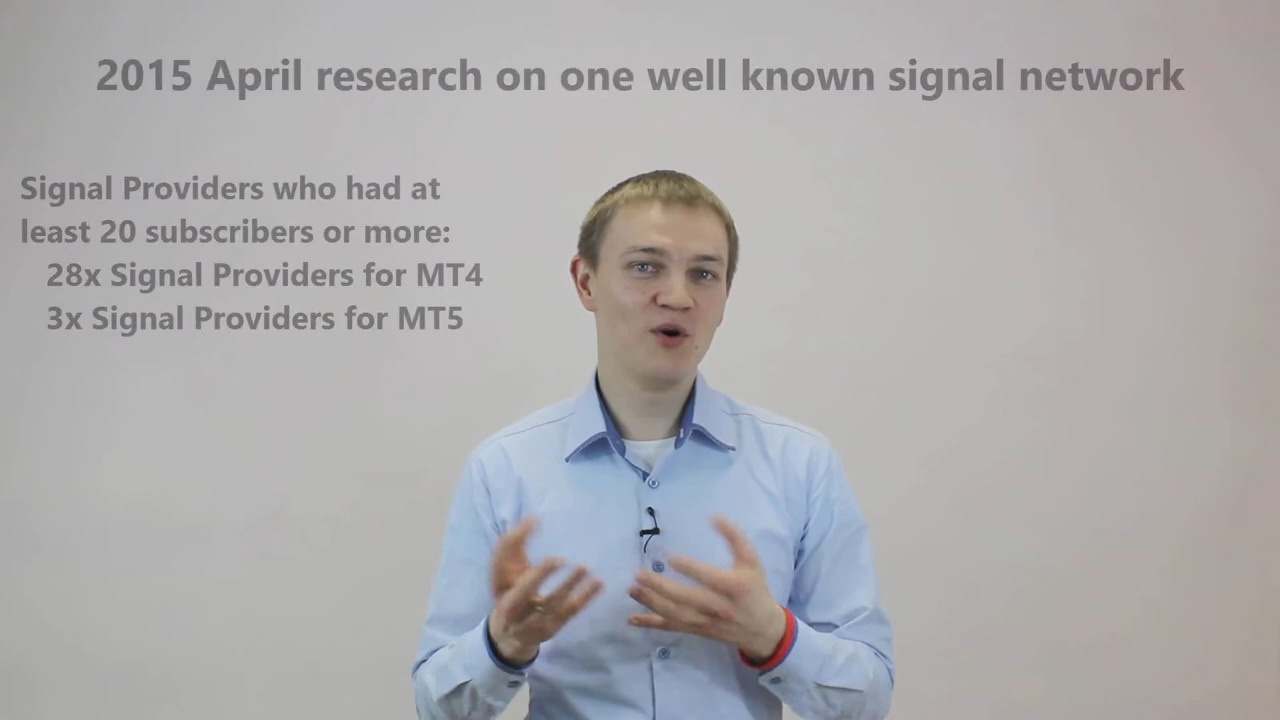 2015 April research on one well known signal network
Signal Providers who had at
least 20 subscribers or more:
28x Signal Providers for MT4
3x Signal Providers for MT5